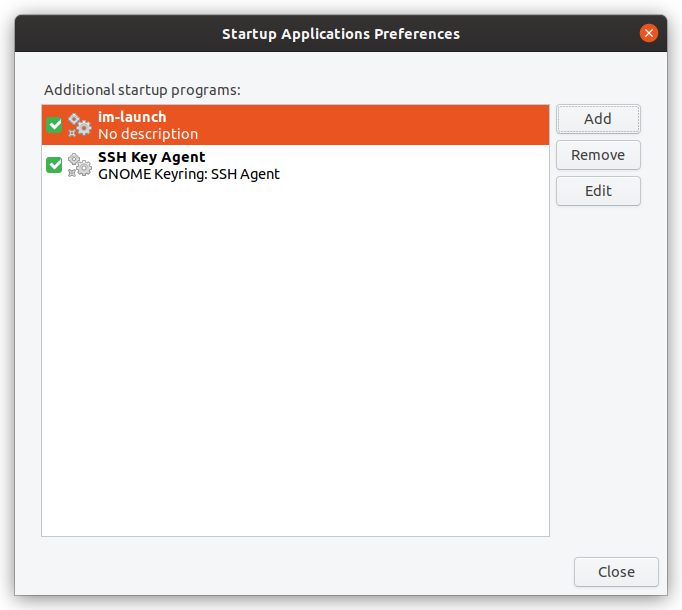 Startup Applications Preferences
Additional startup programs:
im-launch
No description
SSH Key Agent
GNOME Keyring: SSH Agent
Add
Remove
Edit
Close